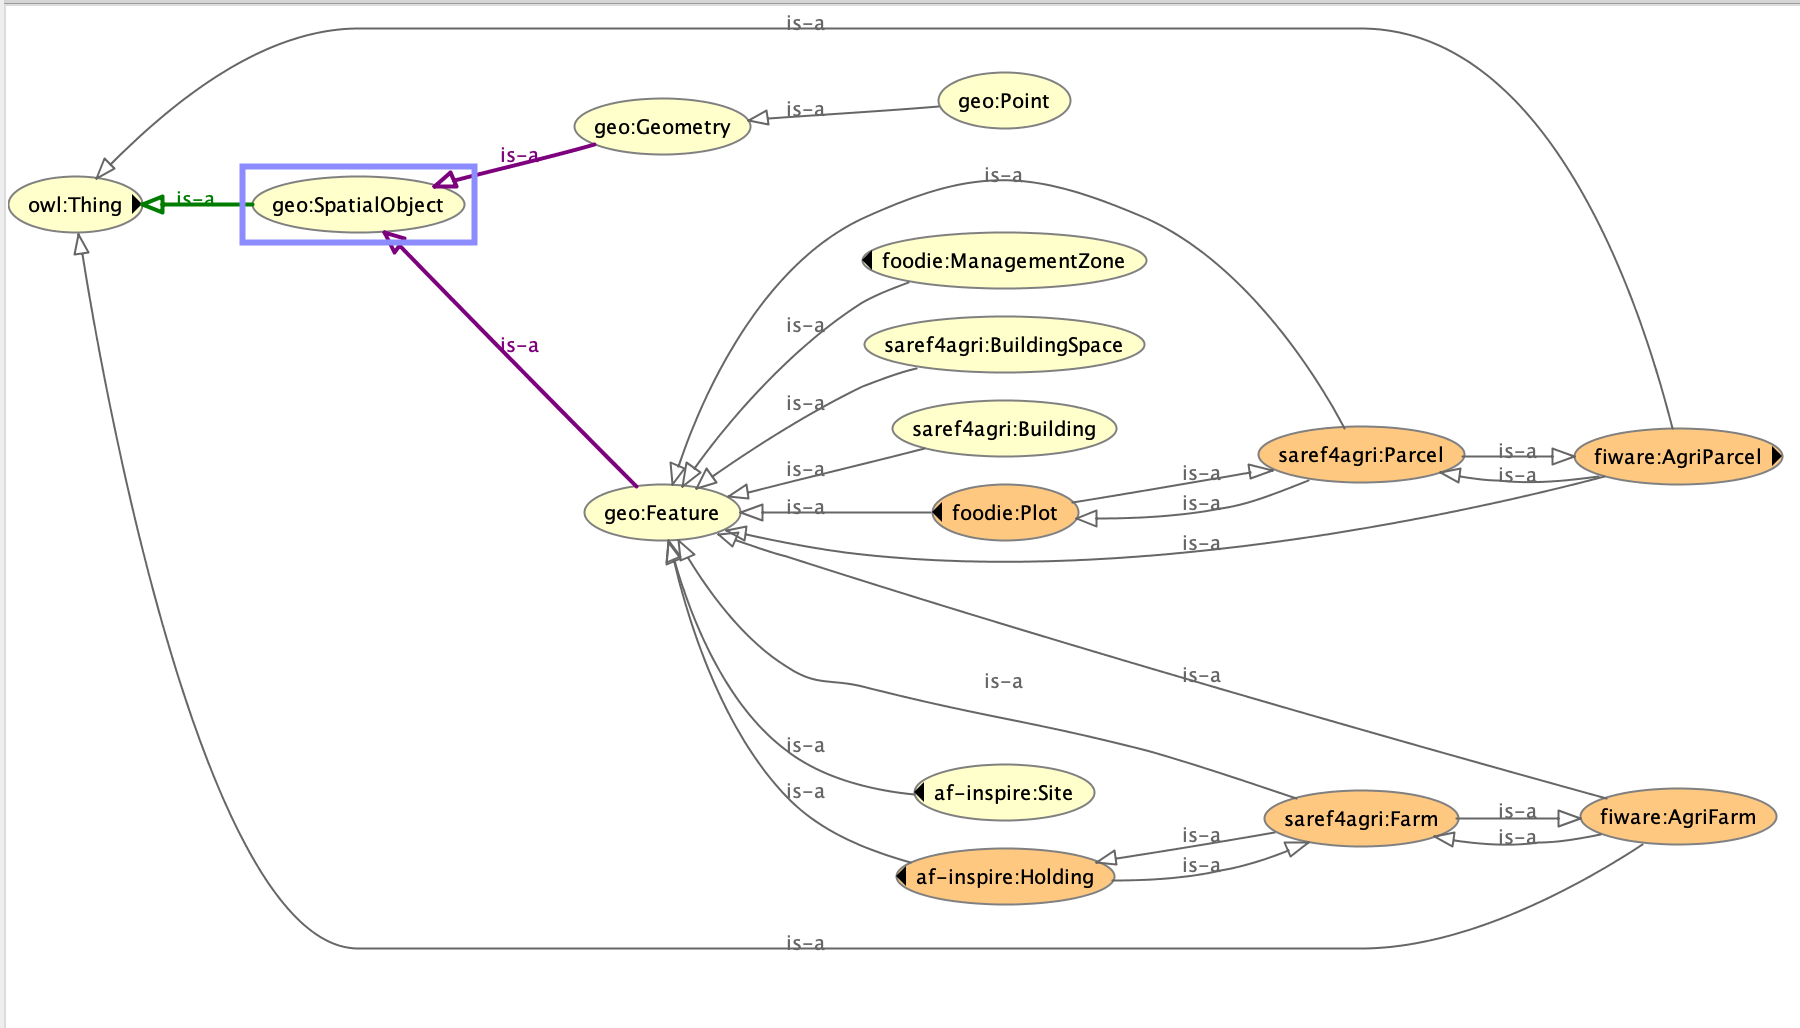 is-a
geo:Point
is-a
geo:Geometry
is-a
is-a
owl:Thing
is-a
geo:SpatialObject
foodie:ManagementZone
is-a
saref4agri:BuildingSpace
is-a
is-a
saref4agri:Building
saref4agri:Parcel
is-a
fiware:AgriParcel
is-a
is-a
is-a
geo:Feature
is-a
foodie:Plot
is-a
is-a
is-a
is-a
is-a
af-inspire:Site
is-a
saref4agri:Farm
is-a
fiware:AgriFarm
is-a
is-a
is-a
af-inspire:Holding
is-a